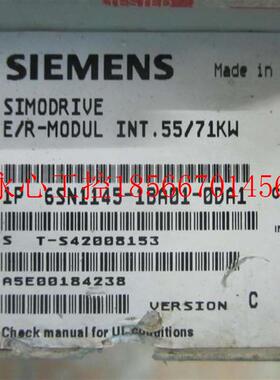 TESTED
SIEMENS
Made in
SIMODRIVE
E/R-MODUL INT.55/71KW
1P 6SN1145-1BA01-0DA1
S T-S42008153
A5E00184238
VERSION C
Check manual for UL-conditions